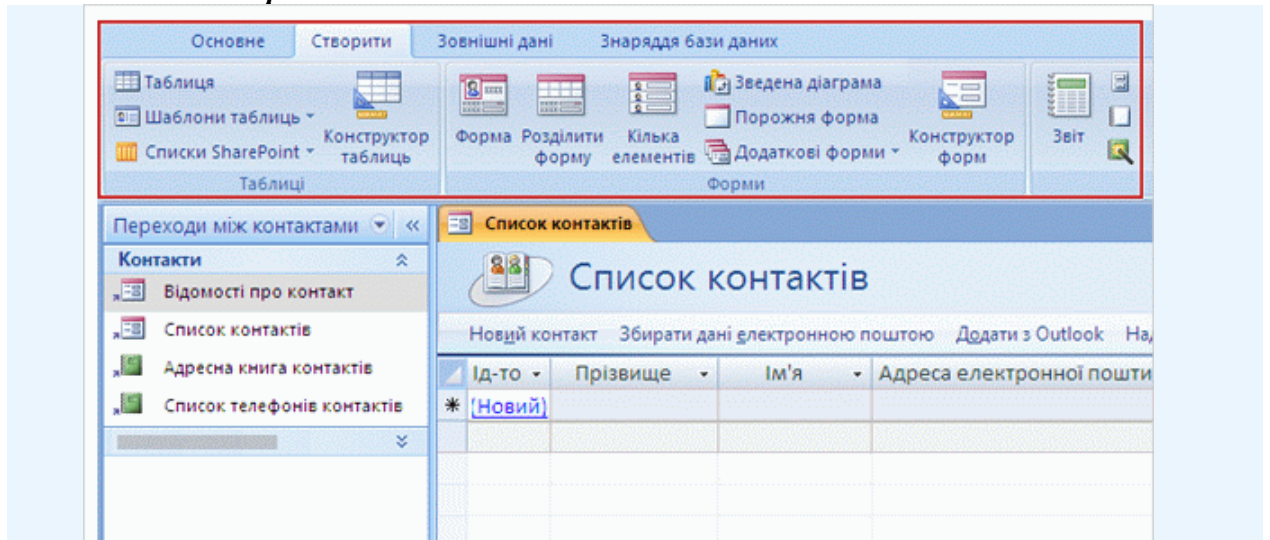 Основне Створити Зовнішні дані Знаряддя бази даних
Таблиця
Шаблони таблиць
Списки SharePoint
Конструктор таблиць
Таблиці
Форма
Розділити форму
Кілька елементів
Зведена діаграма
Порожня форма
Додаткові форми
Конструктор форм
Форми
Звіт
Переходи між контактами
Контакти
Відомості про контакт
Список контактів
Адресна книга контактів
Список телефонів контактів
Список контактів
Список контактів
Новий контакт Збирати дані електронною поштою Додати з Outlook
Ід-то Прізвище Ім'я Адреса електронної пошти
(Новий)